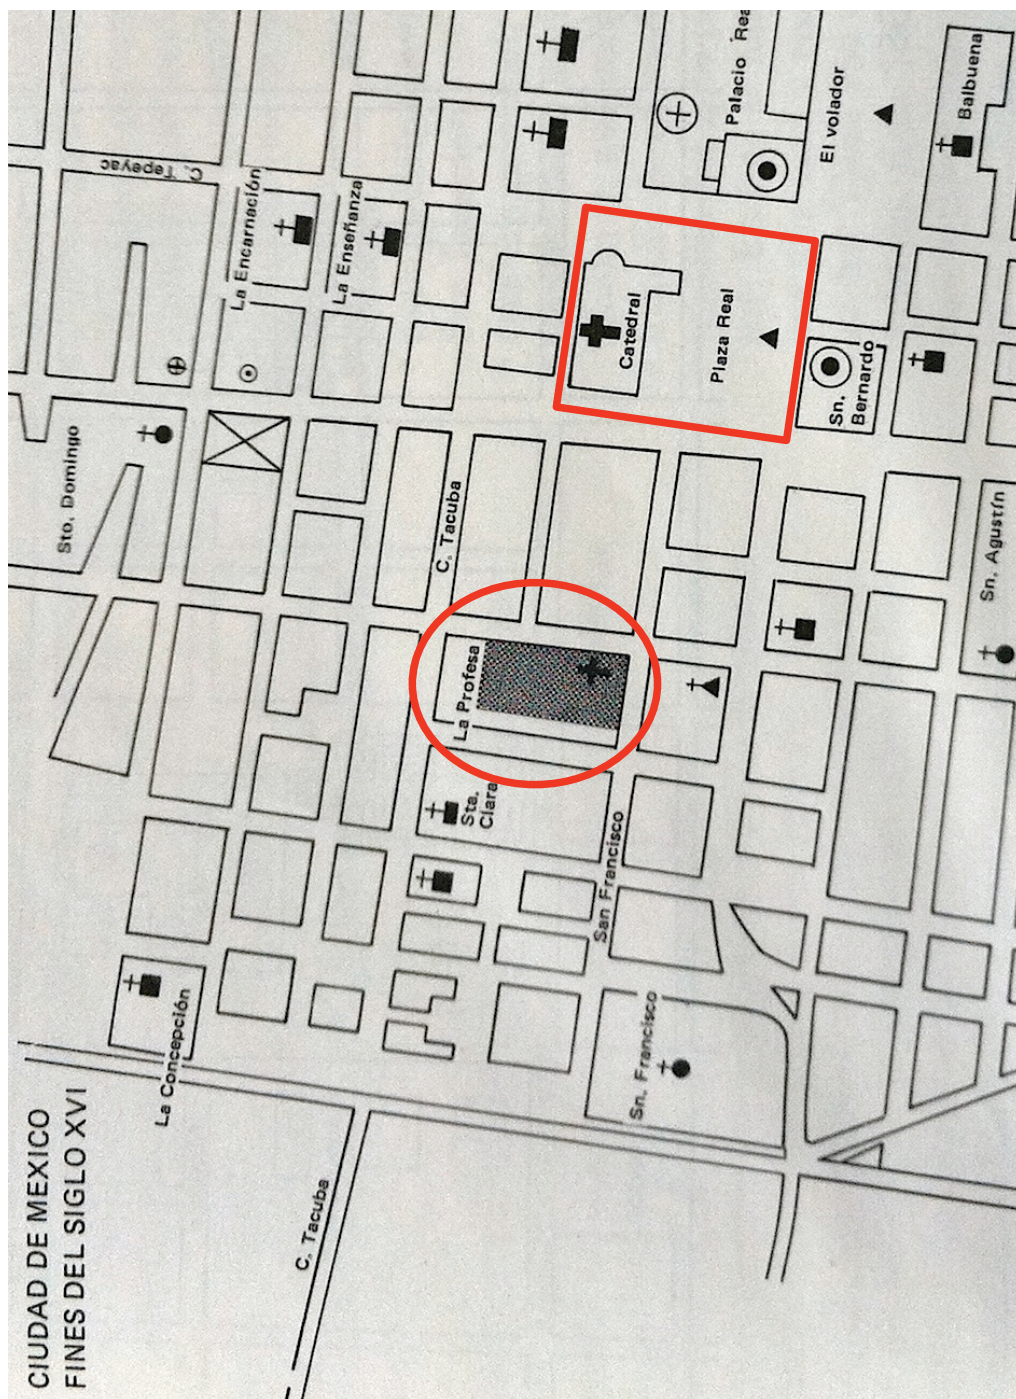 CIUDAD DE MEXICO
FINES DEL SIGLO XVI
C. Tacuba
La Concepción
Sn. Francisco
San Francisco
Sta.
Clara
La Profesa
C. Tacuba
Sto. Domingo
Sn. Agustín
Sn.
Bernardo
Catedral
Plaza Real
La Encarnación
La Enseñanza
C. Tepeyac
Palacio Rea
El volador
Balbuena